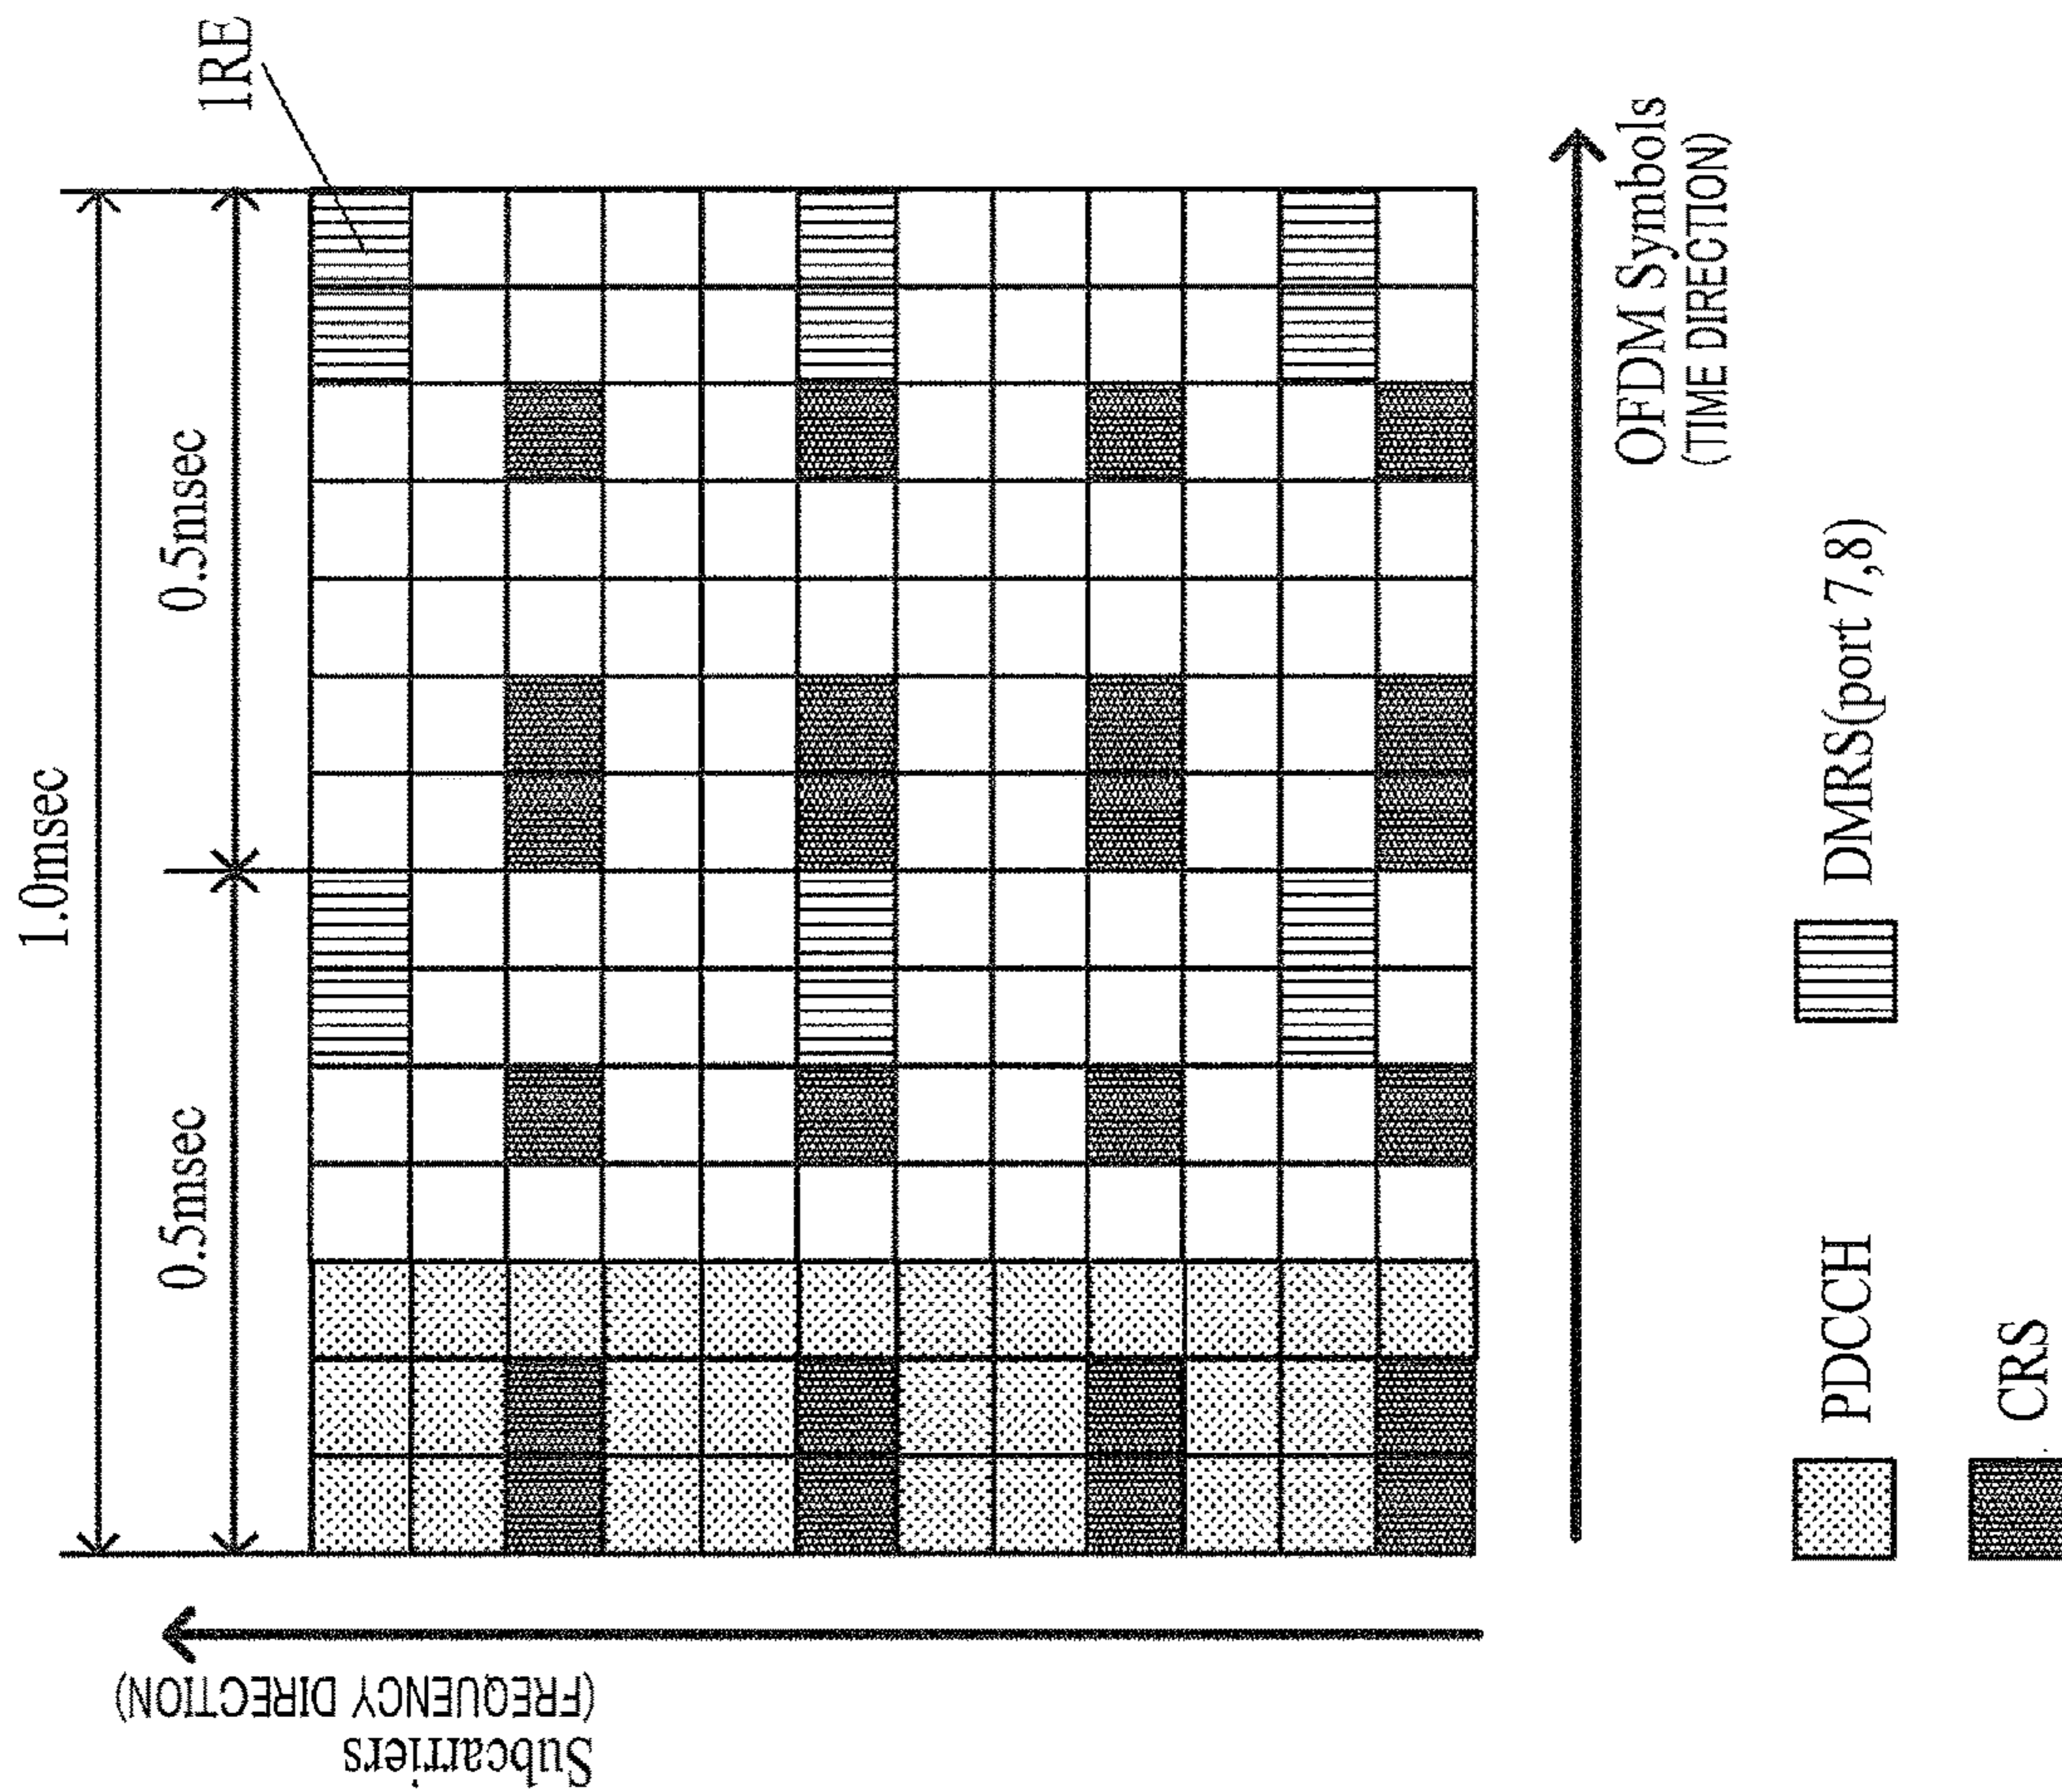 1.0msec
0.5msec
0.5msec
1RE
Subcarriers
(FREQUENCY DIRECTION)
OFDM Symbols
(TIME DIRECTION)
PDCCH
DMRS(port 7,8)
CRS